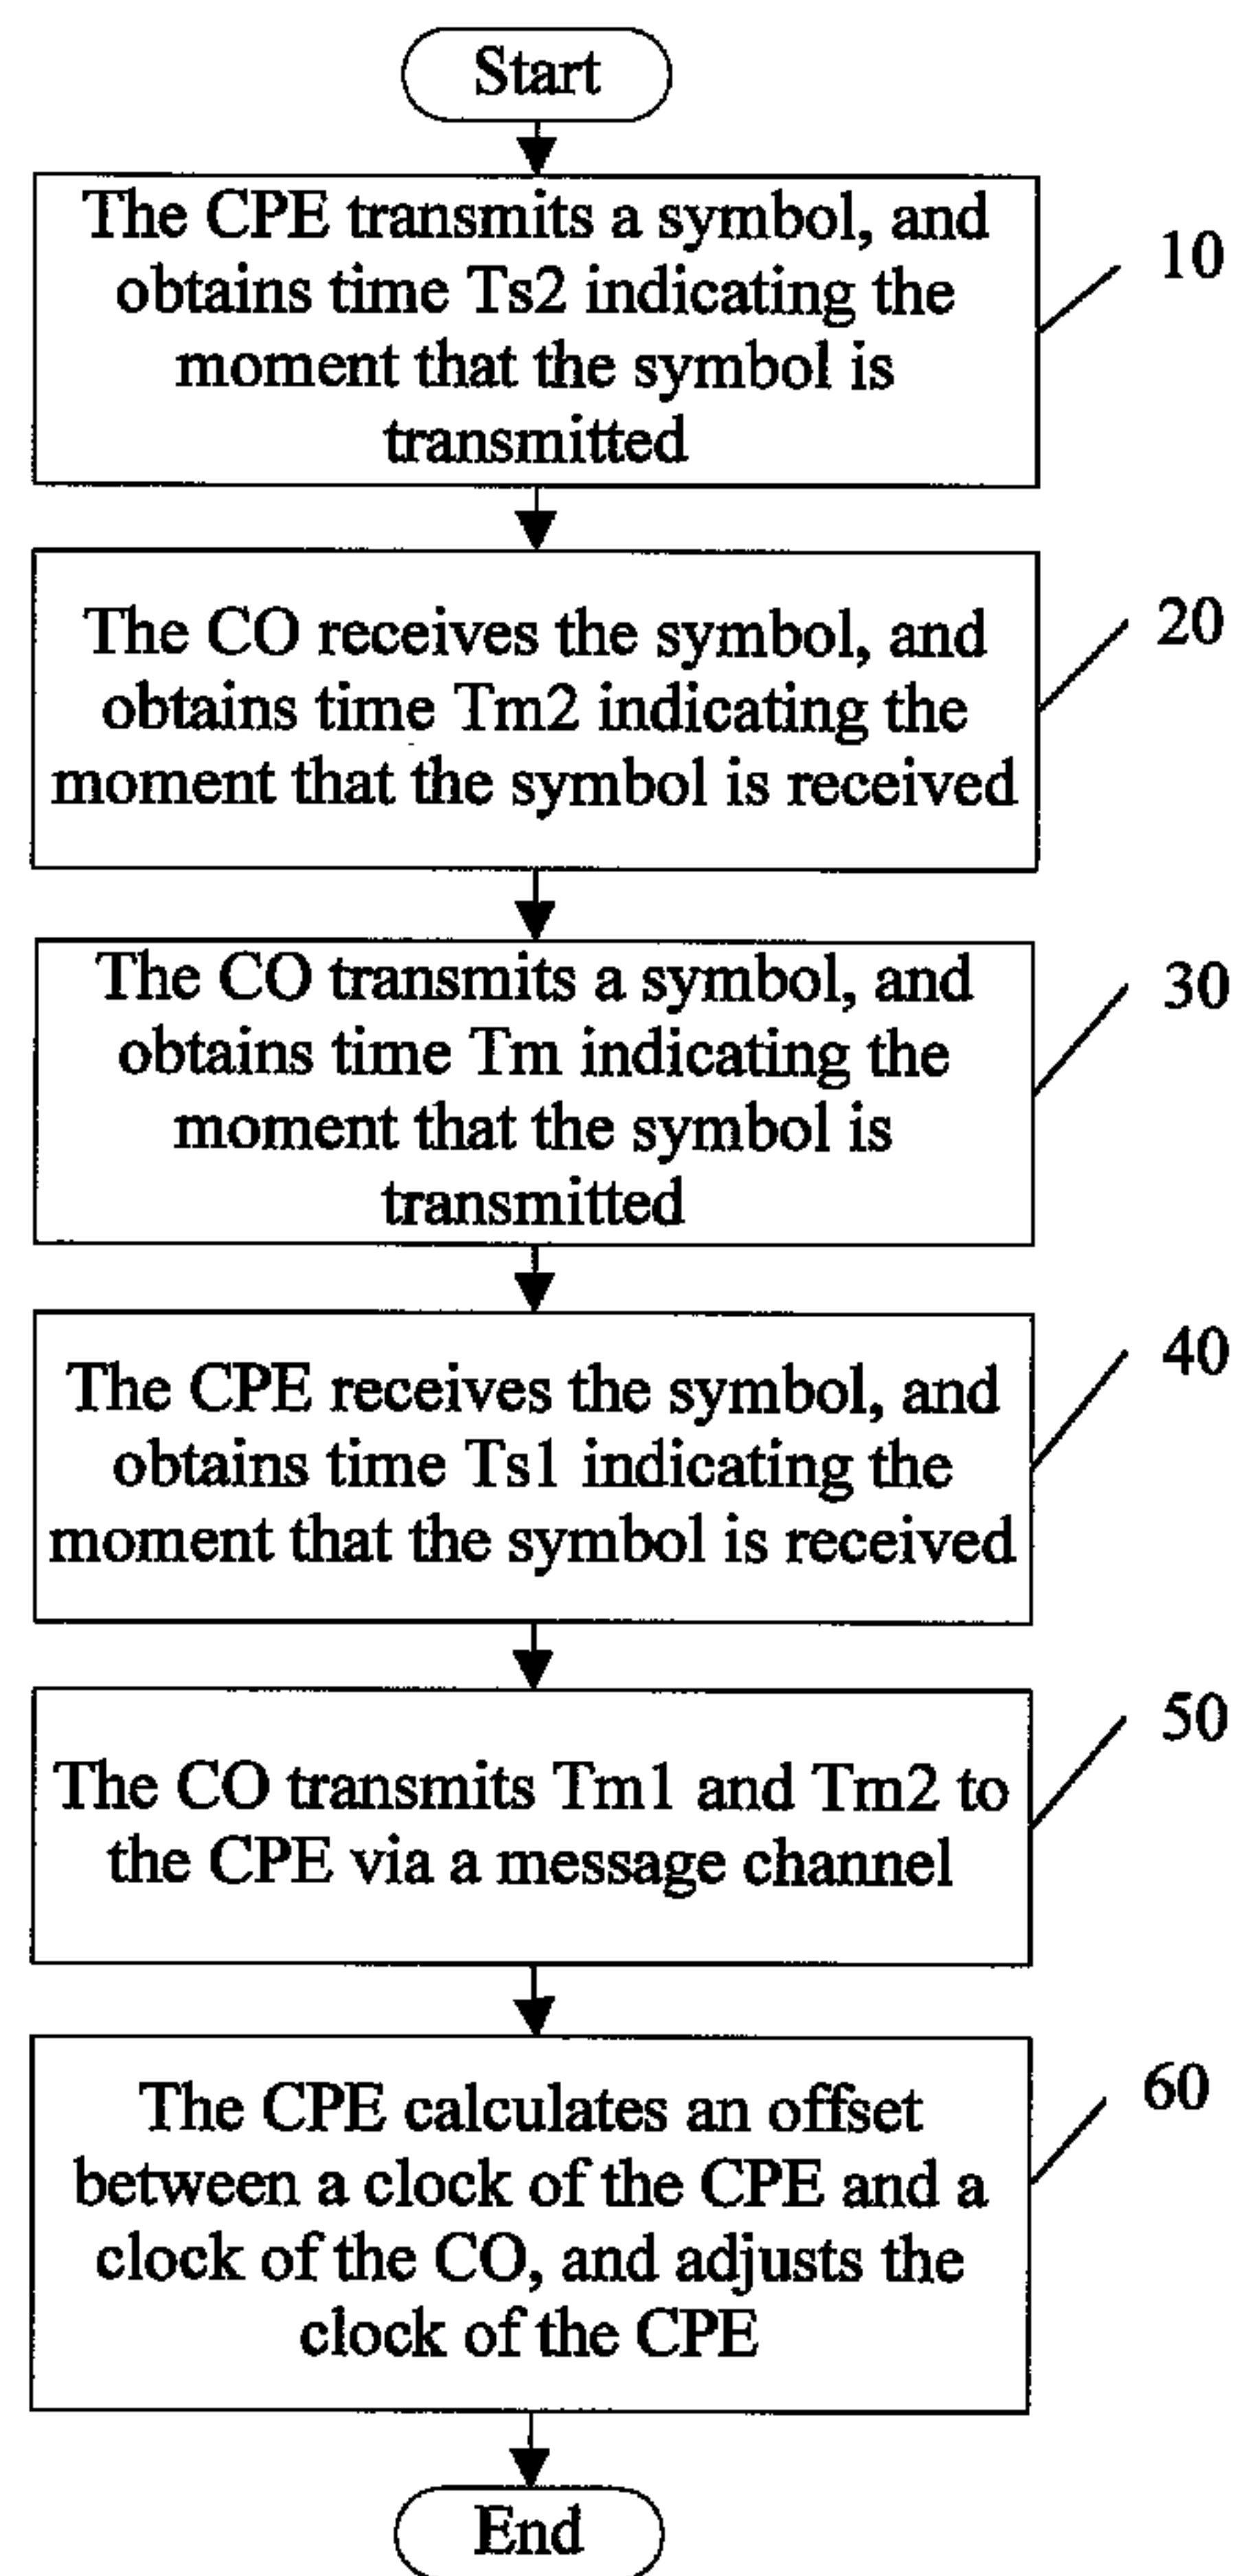 Start
The CPE transmits a symbol, and
obtains time Ts2 indicating the
moment that the symbol is
transmitted
10
The CO receives the symbol, and
obtains time Tm2 indicating the
moment that the symbol is received
20
The CO transmits a symbol, and
obtains time Tm indicating the
moment that the symbol is
transmitted
30
The CPE receives the symbol, and
obtains time Ts1 indicating the
moment that the symbol is received
40
The CO transmits Tm1 and Tm2 to
the CPE via a message channel
50
The CPE calculates an offset
between a clock of the CPE and a
clock of the CO, and adjusts the
clock of the CPE
60
End